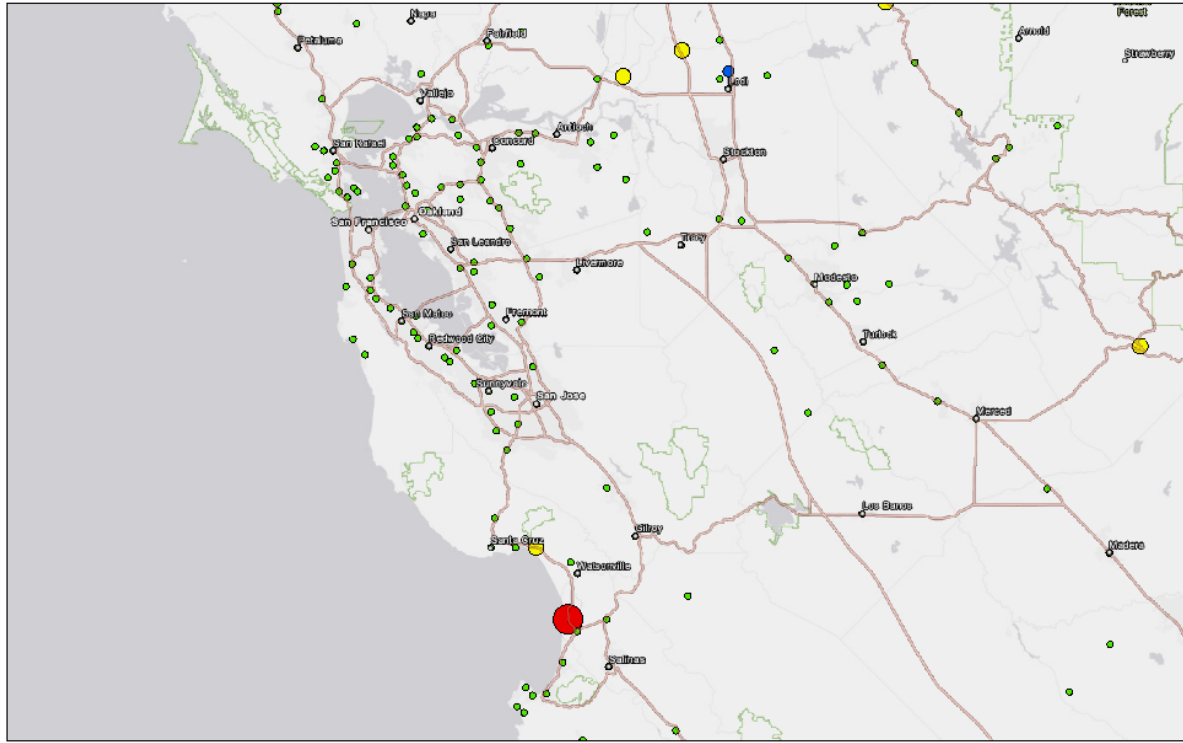 Forest
Napa
Petaluma
Fairfield
Arnold
Strawberry
Vallejo
Lodi
Antioch
San Rafael
Concord
Stockton
Oakland
San Francisco
San Leandro
Tracy
Livermore
Modesto
San Mateo
Fremont
Redwood City
Turlock
Sunnyvale
San Jose
Merced
Los Banos
Gilroy
Santa Cruz
Madera
Watsonville
Salinas